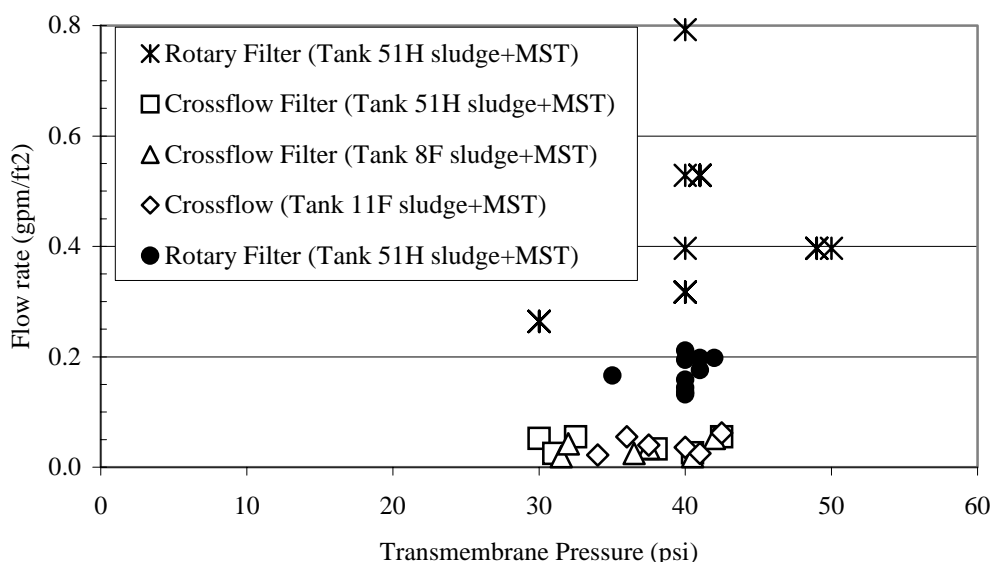 0.8
Rotary Filter (Tank 51H sludge+MST)
Crossflow Filter (Tank 51H sludge+MST)
Crossflow Filter (Tank 8F sludge+MST)
Crossflow (Tank 11F sludge+MST)
Rotary Filter (Tank 51H sludge+MST)
0.6
0.4
0.2
0.0
Flow rate (gpm/ft2)
0 10 20 30 40 50 60
Transmembrane Pressure (psi)